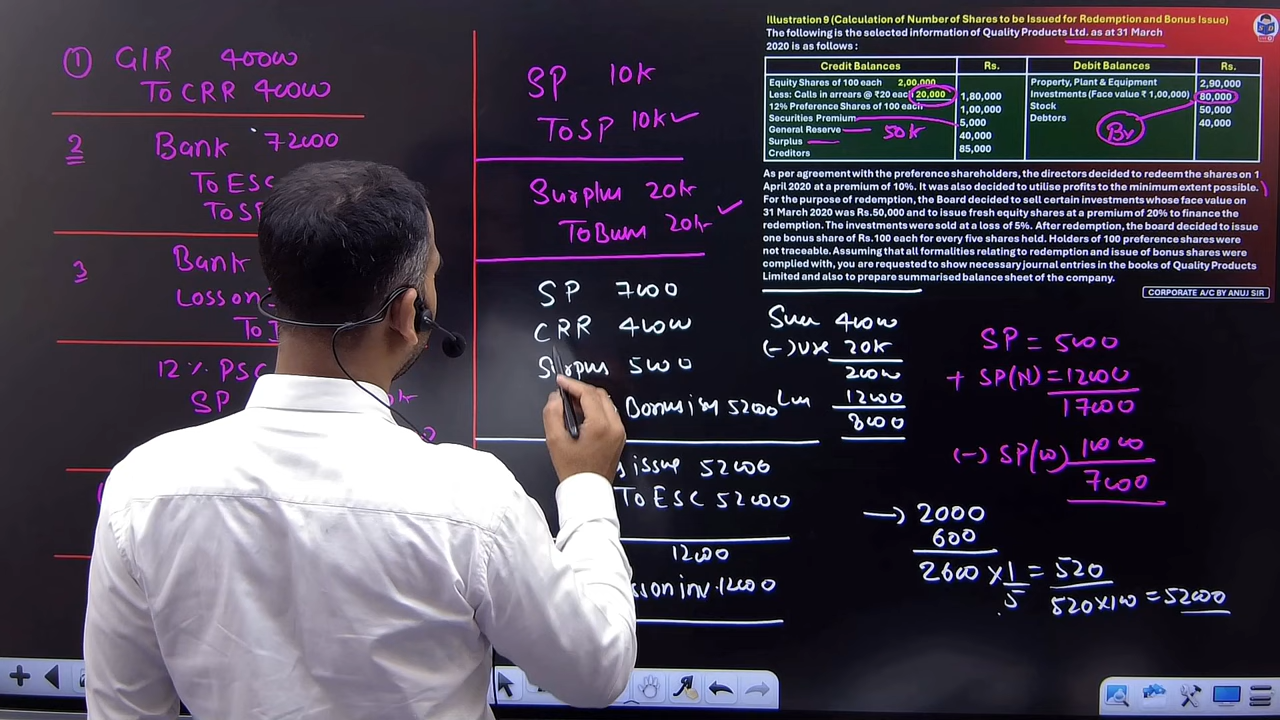 ① GIR 40000
To CRR 40000
2 Bank 72000
To ESC
To SP
3 Bank
Loss on
12% PSC
SP
SP 10K
To SP 10K ✓
Surplus 20K
To Bum 20K ✓
SP 7000
CRR 40000
Surplus 5000
Bonus iss 52000
issue 52000
To ESC 52000
12000
ss on inv. 12000
Illustration 9 (Calculation of Number of Shares to be Issued for Redemption and Bonus Issue)
The following is the selected information of Quality Products Ltd. as at 31 March
2020 is as follows :
Credit Balances Rs. Debit Balances Rs.
Equity Shares of 100 each 2,00,000
Less: Calls in arrears @ ₹20 each 20,000 1,80,000
12% Preference Shares of 100 each 1,00,000
Securities Premium 5,000
General Reserve 50K 40,000
Surplus
Creditors 85,000
Property, Plant & Equipment 2,90,000
Investments (Face value ₹ 1,00,000) 80,000
Stock 50,000
Debtors 40,000
As per agreement with the preference shareholders, the directors decided to redeem the shares on 1
April 2020 at a premium of 10%. It was also decided to utilise profits to the minimum extent possible.
For the purpose of redemption, the Board decided to sell certain investments whose face value on
31 March 2020 was Rs.50,000 and to issue fresh equity shares at a premium of 20% to finance the
redemption. The investments were sold at a loss of 5%. After redemption, the board decided to issue
one bonus share of Rs.100 each for every five shares held. Holders of 100 preference shares were
not traceable. Assuming that all formalities relating to redemption and issue of bonus shares were
complied with, you are requested to show necessary journal entries in the books of Quality Products
Limited and also to prepare summarised balance sheet of the company.
CORPORATE A/C BY ANUJ SIR
Sur 40000
(-) UX 20K
20000
12000
8000
SP = 5000
+ SP(N) = 12000
17000
(-) SP(W) 10000
7000
→ 2000
600
2600 × 1/5 = 520
520 × 100 = 52000